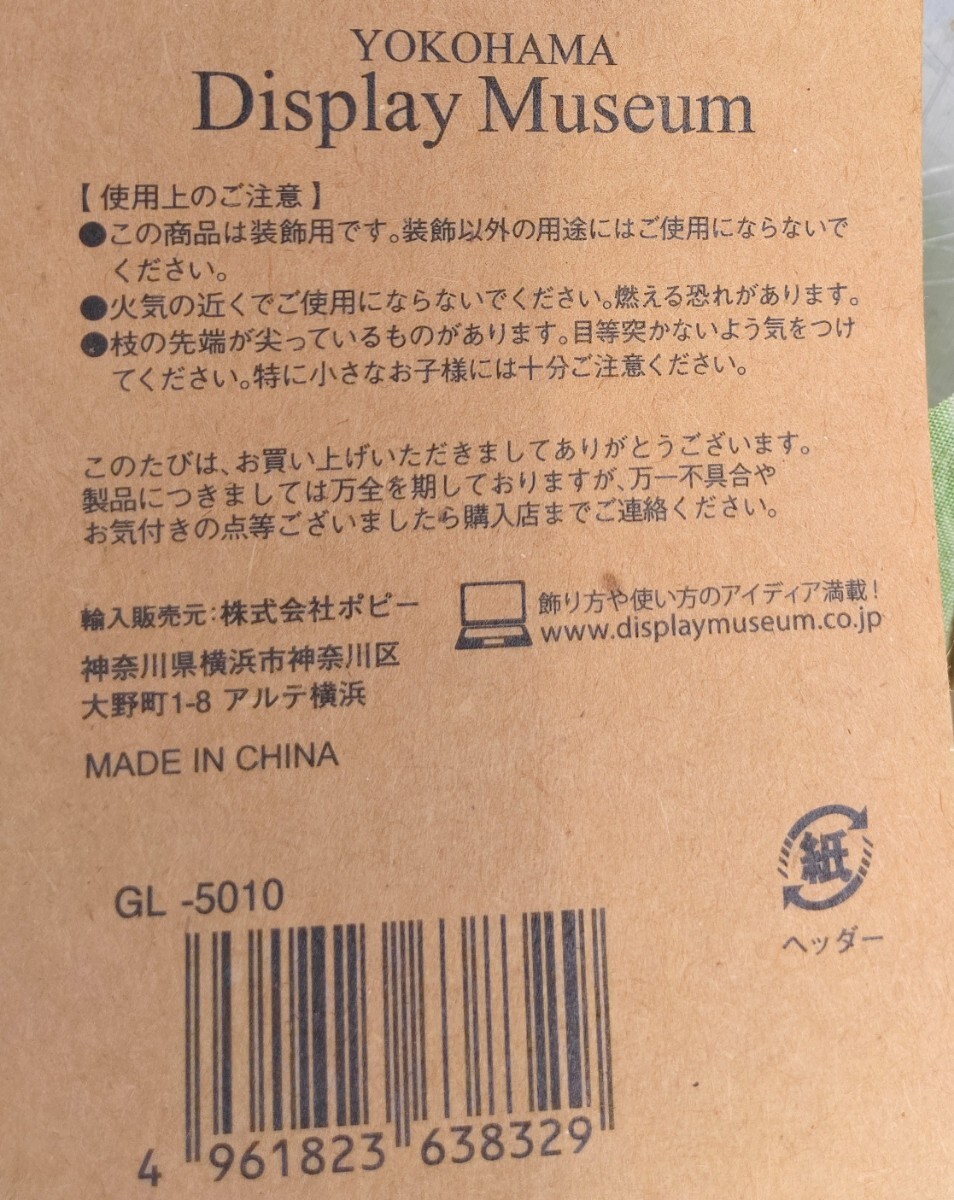 YOKOHAMA
Display Museum
【使用上のご注意】
●この商品は装飾用です。装飾以外の用途にはご使用にならないで
ください。
●火気の近くでご使用にならないでください。燃える恐れがあります。
●枝の先端が尖っているものがあります。目等突かないよう気をつけ
てください。特に小さなお子様には十分ご注意ください。
このたびは、お買い上げいただきましてありがとうございます。
製品につきましては万全を期しておりますが、万一不具合や
お気付きの点等ございましたら購入店までご連絡ください。
輸入販売元:株式会社ポピー
神奈川県横浜市神奈川区
大野町1-8 アルテ横浜
MADE IN CHINA
飾り方や使い方のアイディア満載!
www.displaymuseum.co.jp
紙
ヘッダー
GL -5010
4 961823 638329